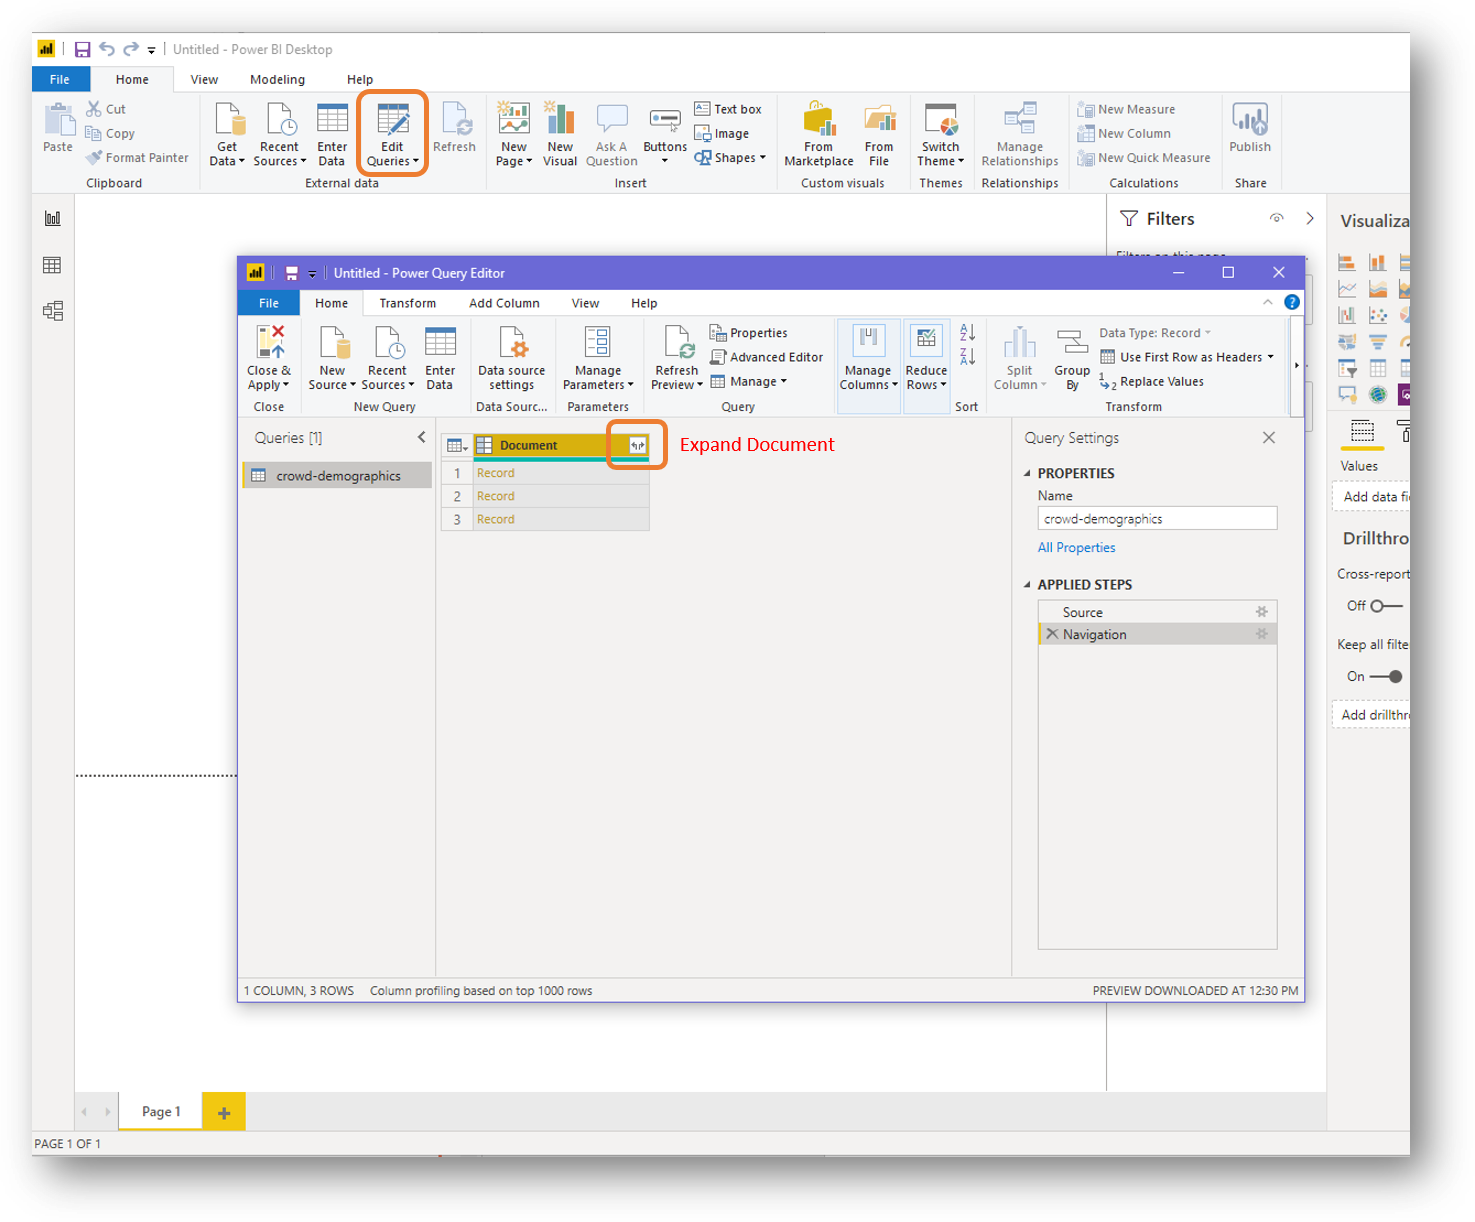 Untitled - Power BI Desktop
File Home View Modeling Help
Paste
Cut
Copy
Format Painter
Clipboard
Get Data
Recent Sources
Enter Data
Edit Queries
Refresh
External data
New Page
New Visual
Ask A Question
Buttons
Text box
Image
Shapes
Insert
From Marketplace
From File
Custom visuals
Switch Theme
Themes
Manage Relationships
Relationships
New Measure
New Column
New Quick Measure
Calculations
Publish
Share
Filters
Filters on this page
Untitled - Power Query Editor
File Home Transform Add Column View Help
Close & Apply
Close
New Source
Recent Sources
Enter Data
New Query
Data source settings
Data Sourc...
Manage Parameters
Parameters
Refresh Preview
Properties
Advanced Editor
Manage
Query
Manage Columns
Reduce Rows
A Z
Z A
Sort
Split Column
Group By
Data Type: Record
Use First Row as Headers
1 2 Replace Values
Transform
Queries [1]
crowd-demographics
Document
Expand Document
1 Record
2 Record
3 Record
Query Settings
PROPERTIES
Name
crowd-demographics
All Properties
APPLIED STEPS
Source
Navigation
1 COLUMN, 3 ROWS Column profiling based on top 1000 rows
PREVIEW DOWNLOADED AT 12:30 PM
Visualiza
Values
Add data fi
Drillthro
Cross-report
Off
Keep all filte
On
Add drillthr
Page 1
PAGE 1 OF 1